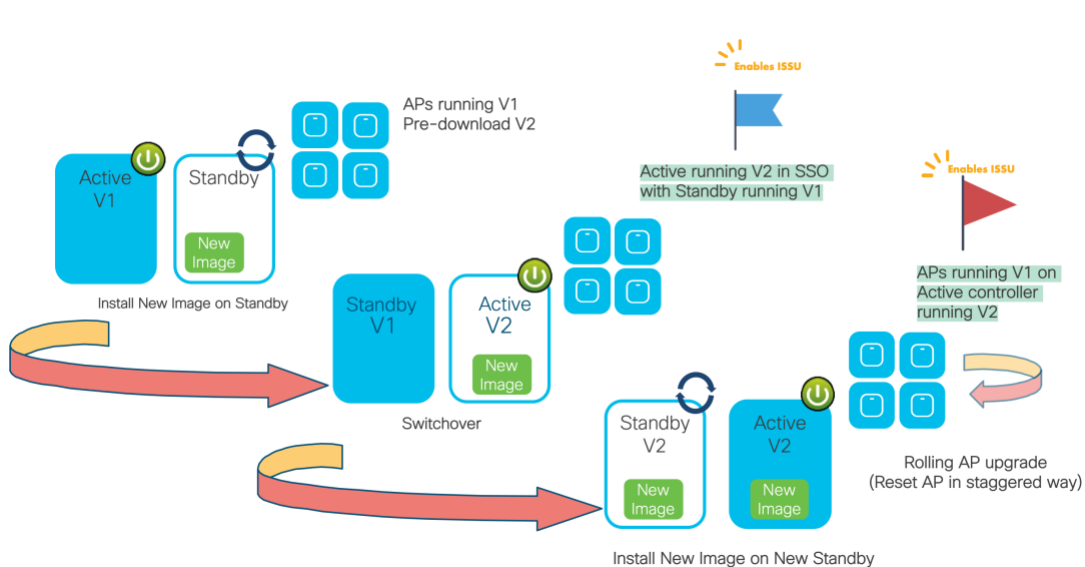 Enables ISSU
APs running V1
Pre-download V2
Active
V1
Standby
New
Image
Install New Image on Standby
Active running V2 in SSO
with Standby running V1
Enables ISSU
APs running V1 on
Active controller
running V2
Standby
V1
Active
V2
New
Image
Switchover
Standby
V2
New
Image
Active
V2
New
Image
Rolling AP upgrade
(Reset AP in staggered way)
Install New Image on New Standby